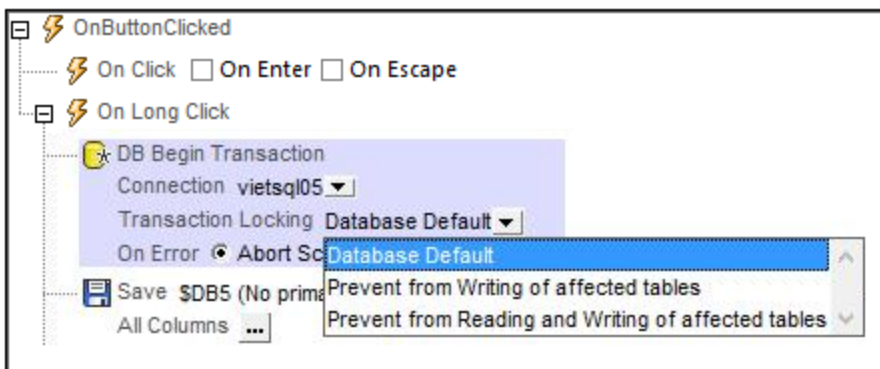 OnButtonClicked
On Click On Enter On Escape
On Long Click
DB Begin Transaction
Connection vietsql05
Transaction Locking Database Default
On Error Abort Sc
Database Default
Save $DB5 (No prima
Prevent from Writing of affected tables
All Columns ...
Prevent from Reading and Writing of affected tables